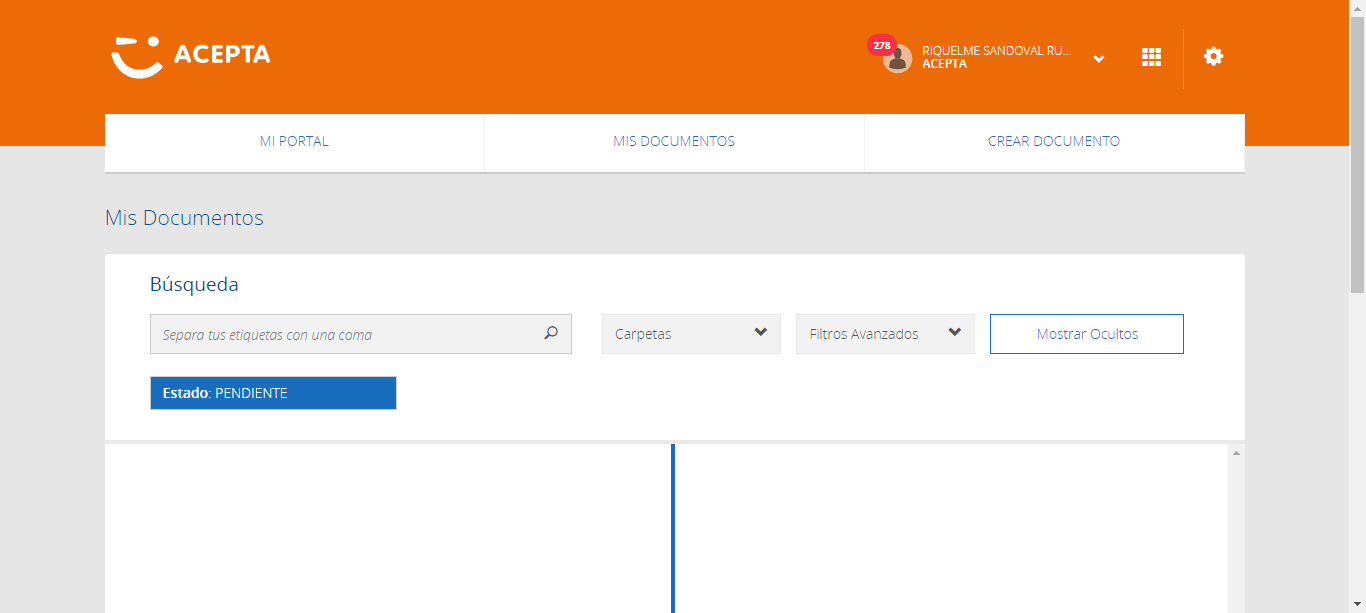 ACEPTA
278
RIQUELME SANDOVAL RU...
ACEPTA
MI PORTAL
MIS DOCUMENTOS
CREAR DOCUMENTO
Mis Documentos
Búsqueda
Separa tus etiquetas con una coma
Carpetas
Filtros Avanzados
Mostrar Ocultos
Estado: PENDIENTE